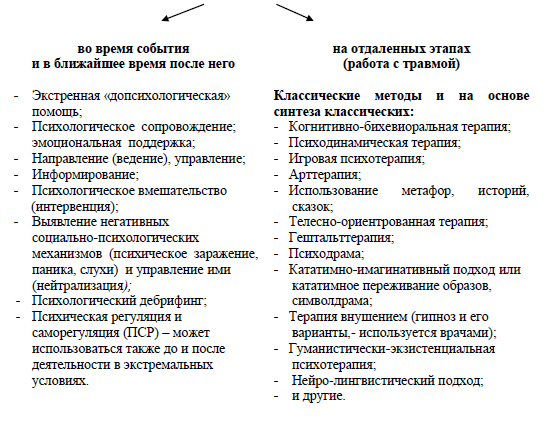 во время события
и в ближайшее время после него
- Экстренная «допсихологическая»
помощь;
- Психологическое сопровождение;
эмоциональная поддержка;
- Направление (ведение), управление;
- Информирование;
- Психологическое вмешательство
(интервенция);
- Выявление негативных
социально-психологических
механизмов (психическое заражение,
паника, слухи) и управление ими
(нейтрализация);
- Психологический дебрифинг;
- Психическая регуляция и
саморегуляция (ПСР) – может
использоваться также до и после
деятельности в экстремальных
условиях.
на отдаленных этапах
(работа с травмой)
Классические методы и на основе
синтеза классических:
- Когнитивно-бихевиоральная терапия;
- Психодинамическая терапия;
- Игровая психотерапия;
- Арттерапия;
- Использование метафор, историй,
сказок;
- Телесно-ориентрованная терапия;
- Гештальттерапия;
- Психодрама;
- Кататимно-имагинативный подход или
кататимное переживание образов,
символдрама;
- Терапия внушением (гипноз и его
варианты,- используется врачами);
- Гуманистически-экзистенциальная
психотерапия;
- Нейро-лингвистический подход;
- и другие.